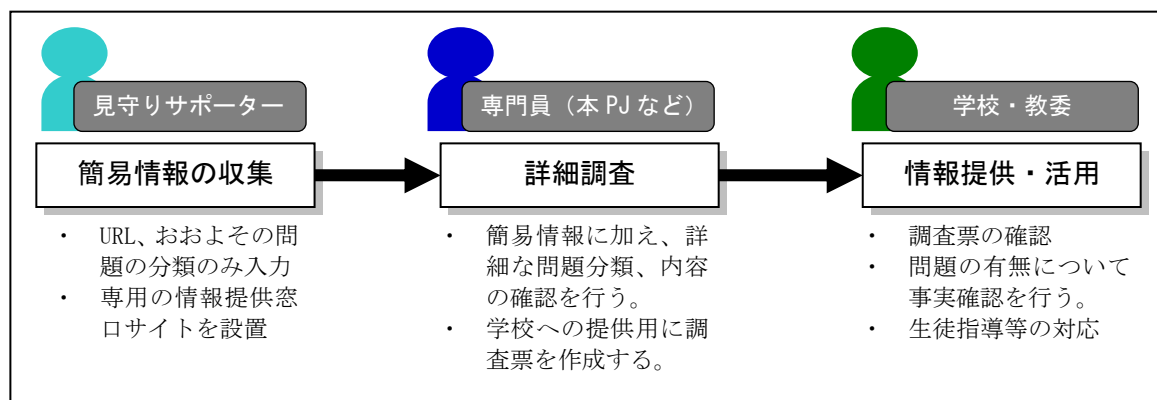 見守りサポーター
簡易情報の収集
・ URL、おおよその問
題の分類のみ入力
・ 専用の情報提供窓
口サイトを設置
専門員（本 PJ など）
詳細調査
・ 簡易情報に加え、詳
細な問題分類、内容
の確認を行う。
・ 学校への提供用に調
査票を作成する。
学校・教委
情報提供・活用
・ 調査票の確認
・ 問題の有無について
事実確認を行う。
・ 生徒指導等の対応